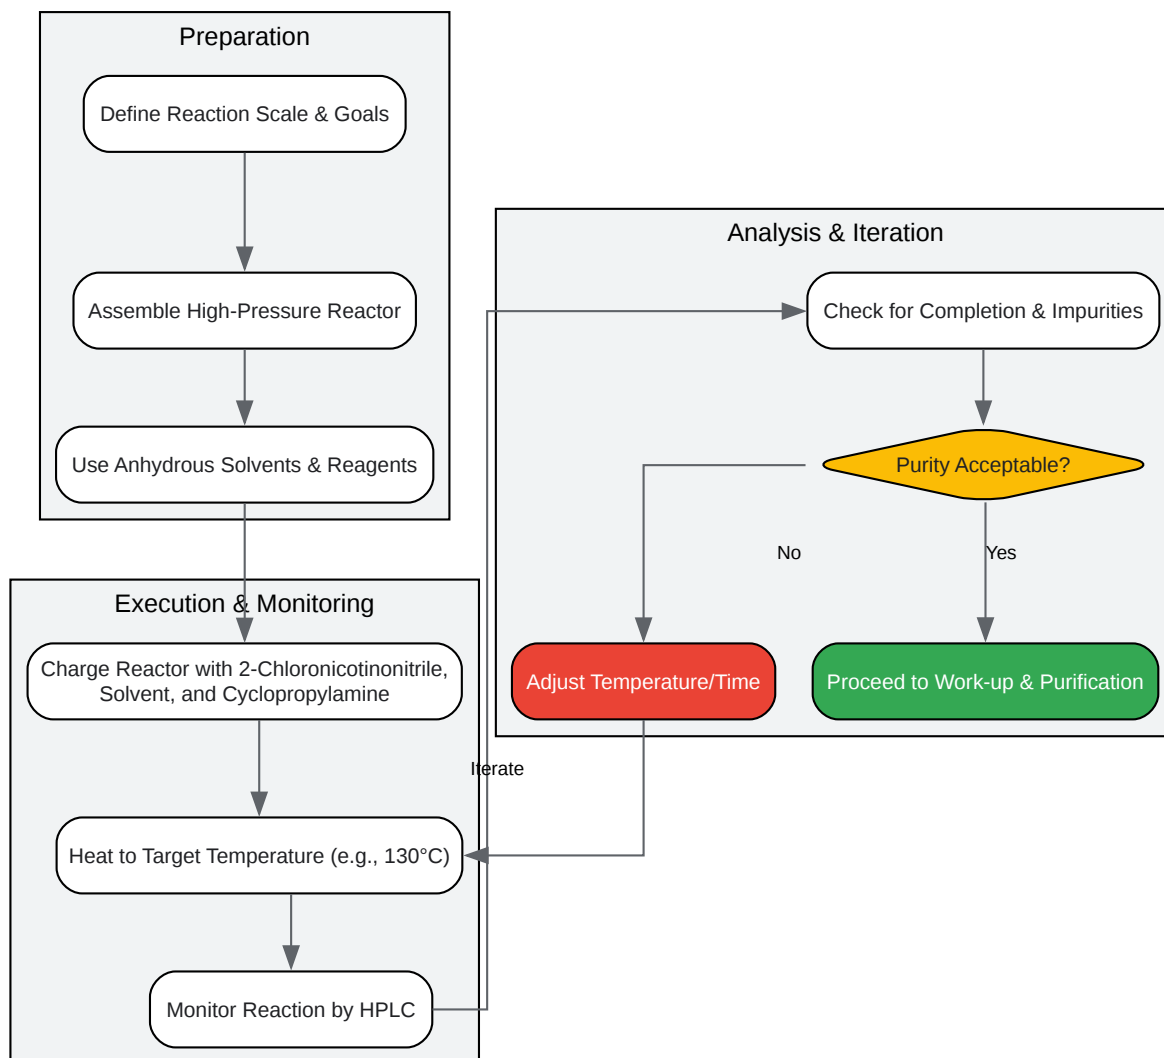 Preparation
Define Reaction Scale & Goals
Assemble High-Pressure Reactor
Use Anhydrous Solvents & Reagents
Execution & Monitoring
Charge Reactor with 2-Chloronicotinonitrile,
Solvent, and Cyclopropylamine
Heat to Target Temperature (e.g., 130°C)
Monitor Reaction by HPLC
Analysis & Iteration
Check for Completion & Impurities
Purity Acceptable?
No
Yes
Adjust Temperature/Time
Proceed to Work-up & Purification
Iterate